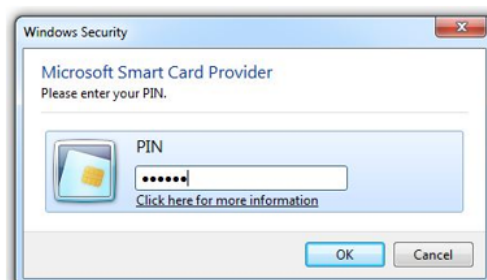 Windows Security
Microsoft Smart Card Provider
Please enter your PIN.
PIN
••••••
Click here for more information
OK
Cancel